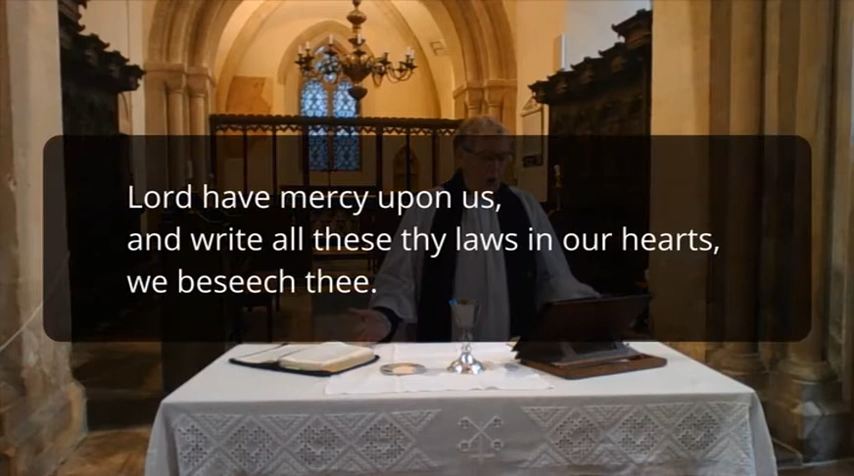 Lord have mercy upon us,
and write all these thy laws in our hearts,
we beseech thee.